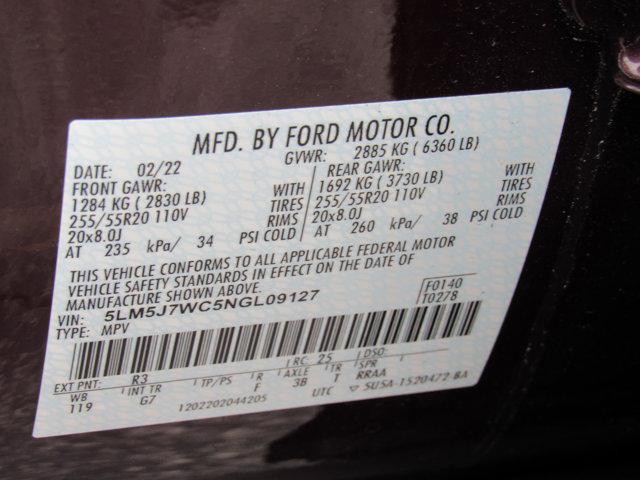 MFD. BY FORD MOTOR CO.
DATE: 02/22 GVWR: 2885 KG ( 6360 LB)
FRONT GAWR: REAR GAWR:
1284 KG ( 2830 LB) WITH 1692 KG ( 3730 LB) WITH
255/55R20 110V TIRES 255/55R20 110V TIRES
20x8.0J RIMS 20x8.0J RIMS
AT 235 kPa/ 34 PSI COLD AT 260 kPa/ 38 PSI COLD
THIS VEHICLE CONFORMS TO ALL APPLICABLE FEDERAL MOTOR
VEHICLE SAFETY STANDARDS IN EFFECT ON THE DATE OF
MANUFACTURE SHOWN ABOVE.
VIN: 5LM5J7WC5NGL09127 F0140
TYPE: MPV T0278
EXT PNT: R3 RC: 25 DSO:
WB INT TR TP/PS R AXLE TR RRAA
119 G7 F 3B T
1202202044205 UTC 5U5A-1520472-BA